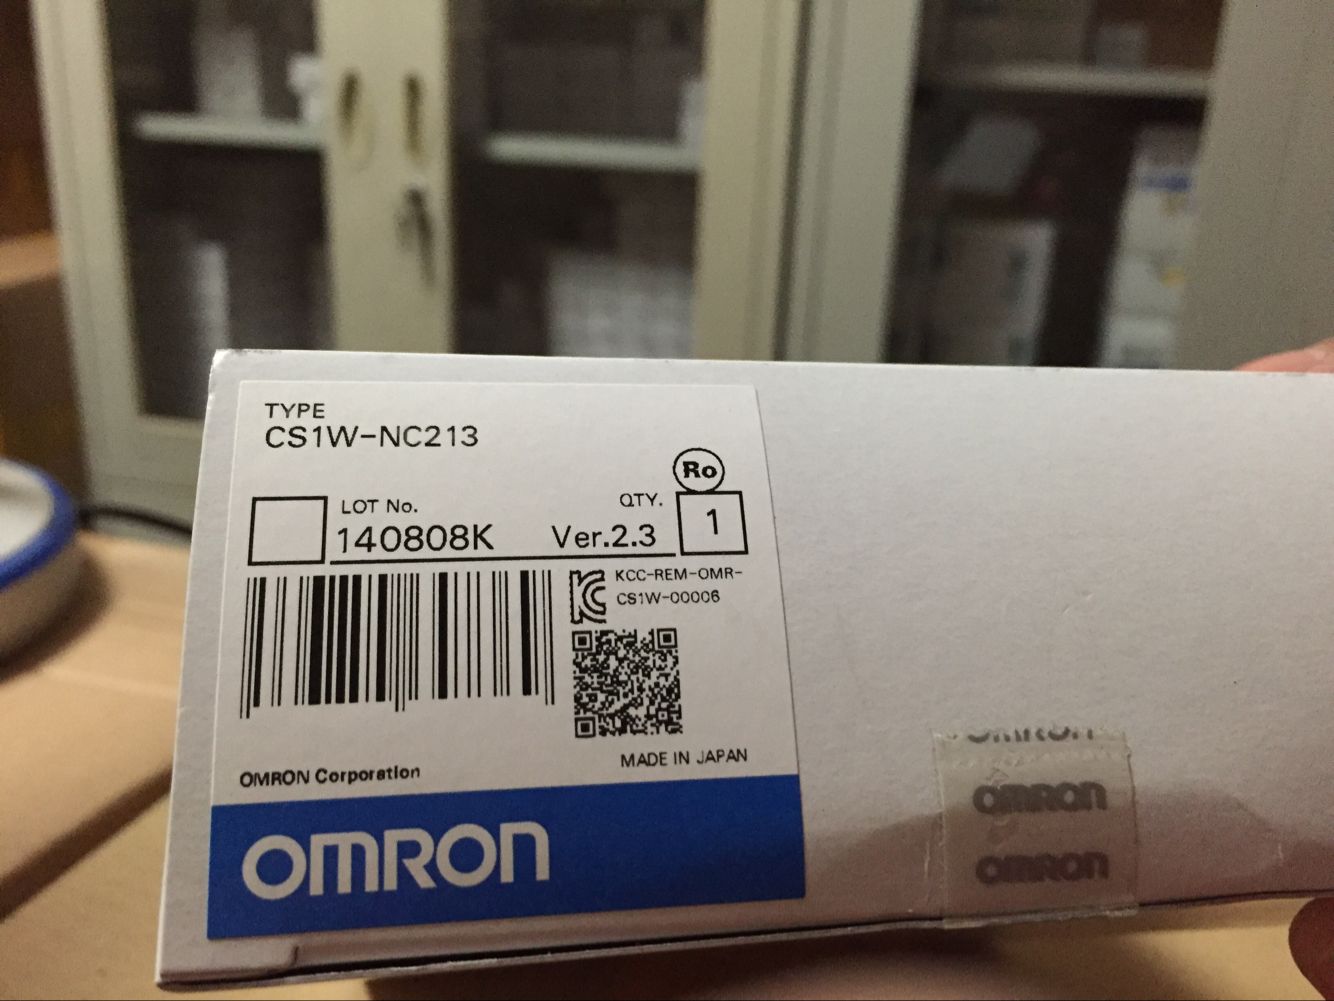 TYPE
CS1W-NC213
Ro
LOT No. QTY.
140808K Ver.2.3 1
KCC-REM-OMR-
CS1W-00006
MADE IN JAPAN
OMRON Corporation
OMRON
OMRON
OMRON
OMRON